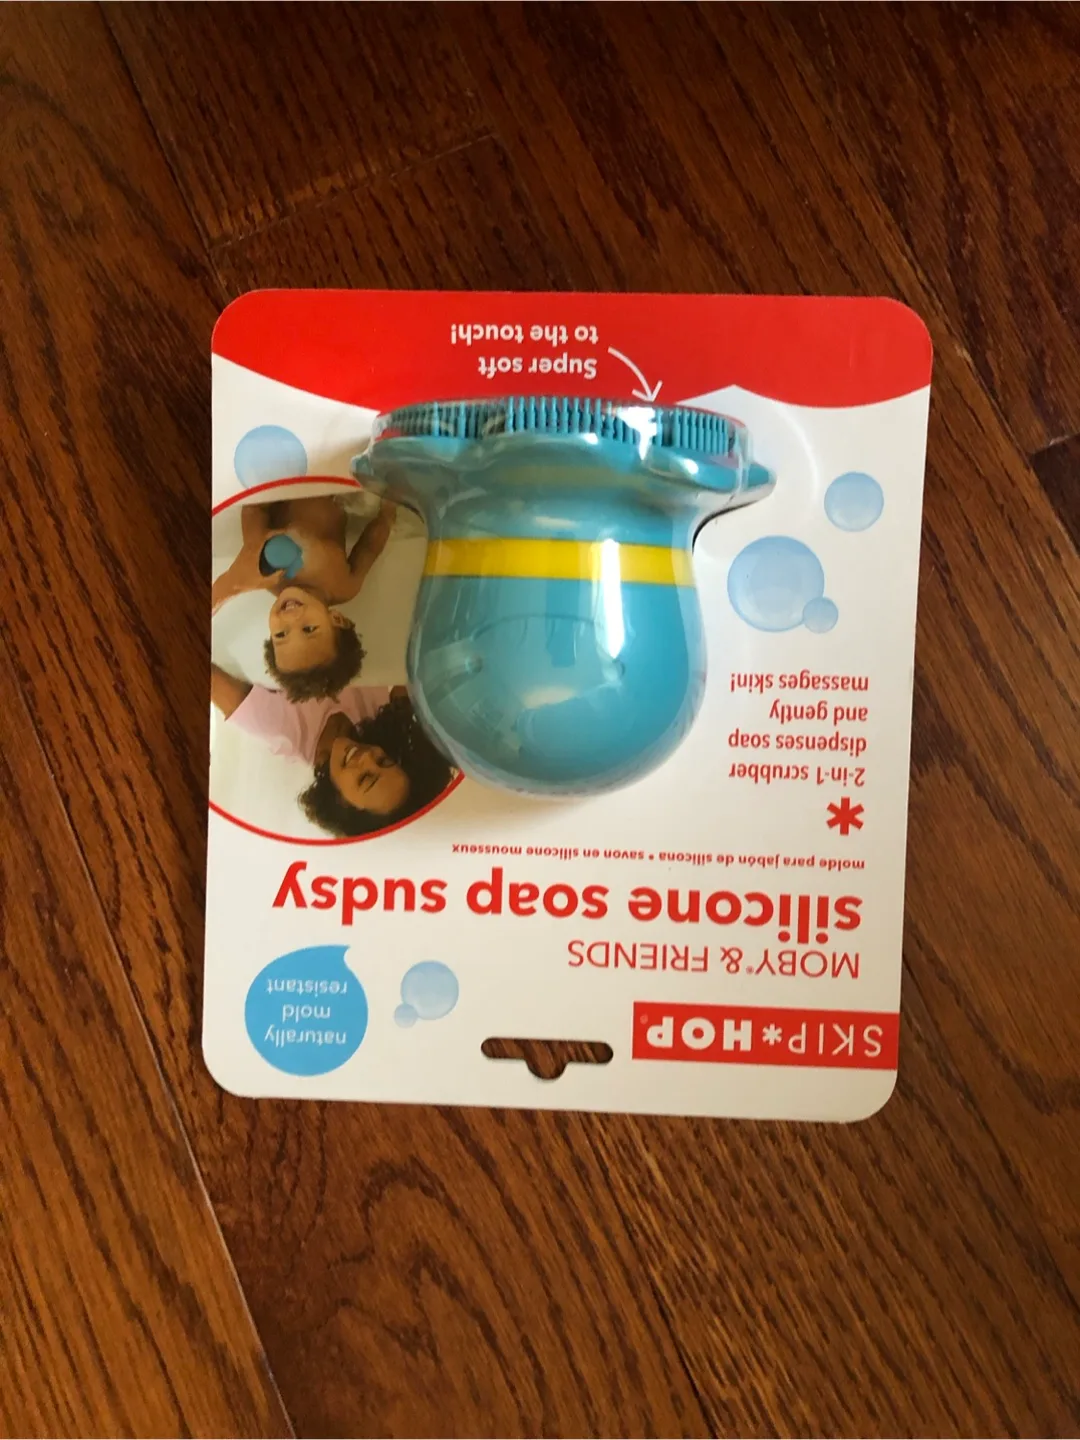 SKIP*HOP®
naturally
mold
resistant
MOBY® & FRIENDS
silicone soap sudsy
molde para jabón de silicona * savon en silicone mousseux
*
2-in-1 scrubber
dispenses soap
and gently
massages skin!
Super soft
to the touch!